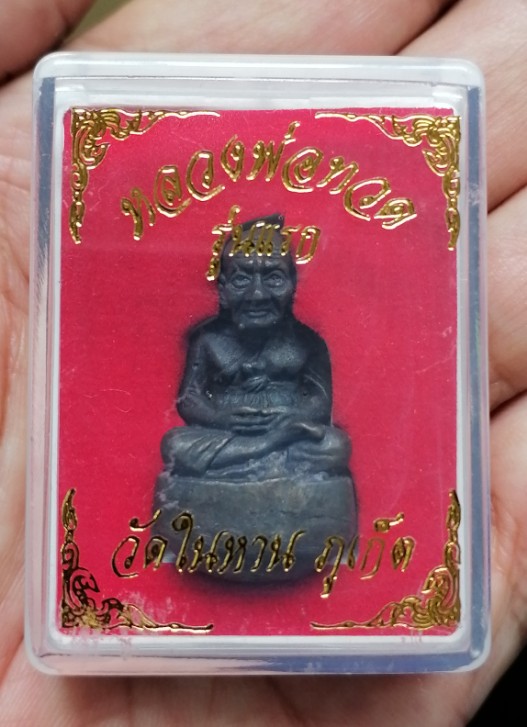 หลวงพ่อทวด
รุ่นแรก
วัดในหาน ภูเก็ต